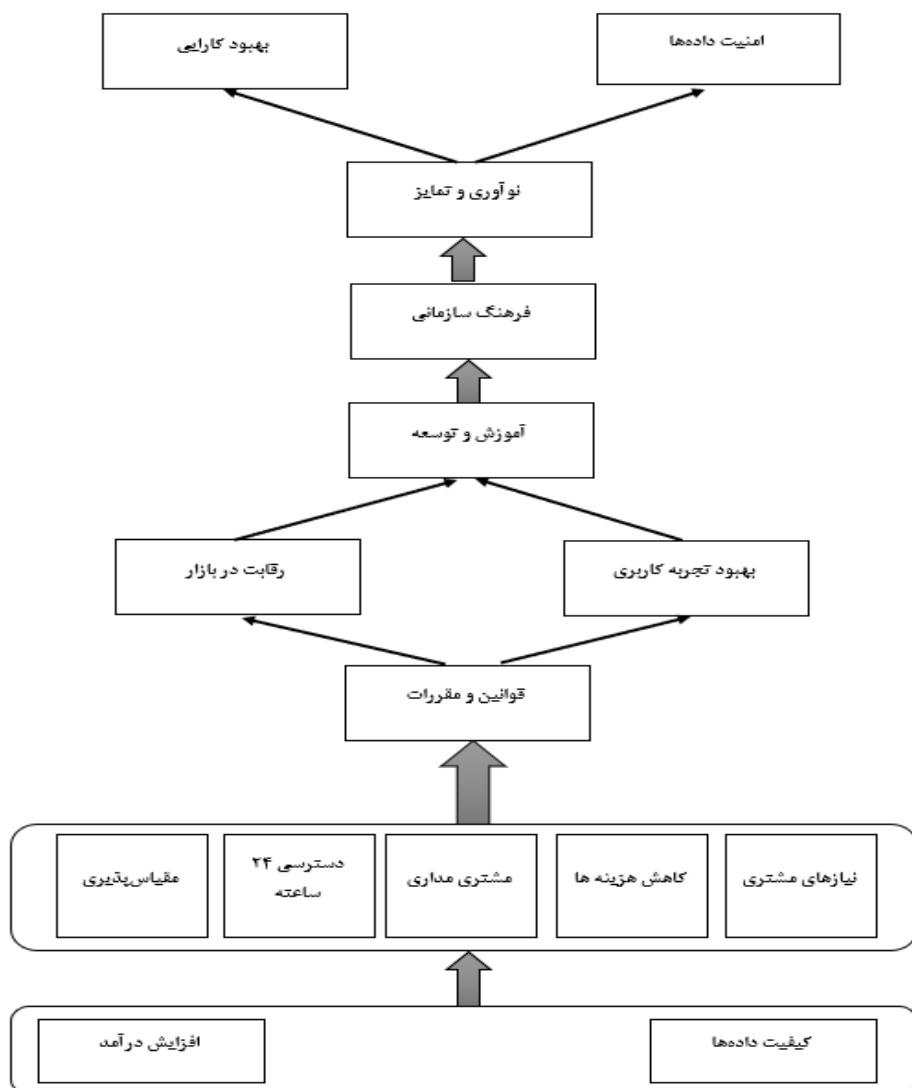 امنیت داده‌ها
بهبود کارایی
نوآوری و تمایز
فرهنگ سازمانی
آموزش و توسعه
بهبود تجربه کاربری
رقابت در بازار
قوانین و مقررات
نیازهای مشتری
کاهش هزینه ها
مشتری مداری
دسترسی ۲۴
ساعته
مقیاس‌پذیری
کیفیت داده‌ها
افزایش درآمد